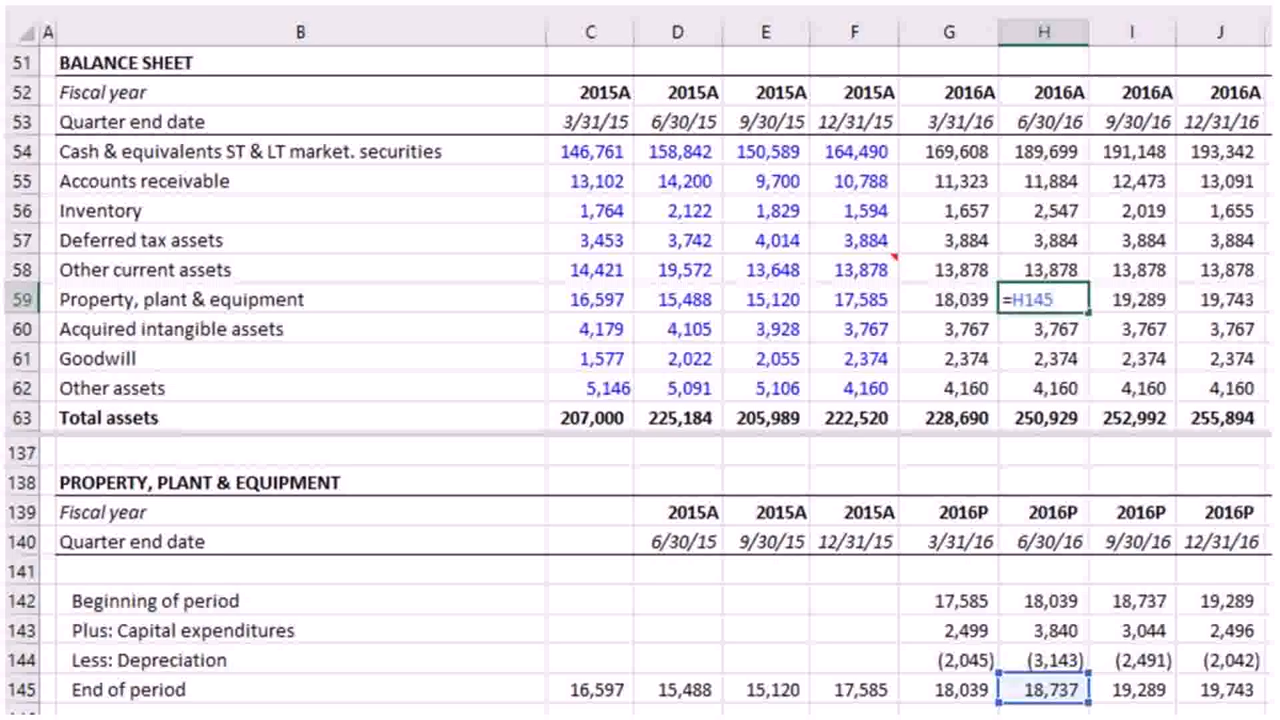 A B C D E F G H I J
51 BALANCE SHEET
52 Fiscal year 2015A 2015A 2015A 2015A 2016A 2016A 2016A 2016A
53 Quarter end date 3/31/15 6/30/15 9/30/15 12/31/15 3/31/16 6/30/16 9/30/16 12/31/16
54 Cash & equivalents ST & LT market. securities 146,761 158,842 150,589 164,490 169,608 189,699 191,148 193,342
55 Accounts receivable 13,102 14,200 9,700 10,788 11,323 11,884 12,473 13,091
56 Inventory 1,764 2,122 1,829 1,594 1,657 2,547 2,019 1,655
57 Deferred tax assets 3,453 3,742 4,014 3,884 3,884 3,884 3,884 3,884
58 Other current assets 14,421 19,572 13,648 13,878 13,878 13,878 13,878 13,878
59 Property, plant & equipment 16,597 15,488 15,120 17,585 18,039 =H145 19,289 19,743
60 Acquired intangible assets 4,179 4,105 3,928 3,767 3,767 3,767 3,767 3,767
61 Goodwill 1,577 2,022 2,055 2,374 2,374 2,374 2,374 2,374
62 Other assets 5,146 5,091 5,106 4,160 4,160 4,160 4,160 4,160
63 Total assets 207,000 225,184 205,989 222,520 228,690 250,929 252,992 255,894
137
138 PROPERTY, PLANT & EQUIPMENT
139 Fiscal year 2015A 2015A 2015A 2016P 2016P 2016P 2016P
140 Quarter end date 6/30/15 9/30/15 12/31/15 3/31/16 6/30/16 9/30/16 12/31/16
141
142 Beginning of period 17,585 18,039 18,737 19,289
143 Plus: Capital expenditures 2,499 3,840 3,044 2,496
144 Less: Depreciation (2,045) (3,143) (2,491) (2,042)
145 End of period 16,597 15,488 15,120 17,585 18,039 18,737 19,289 19,743